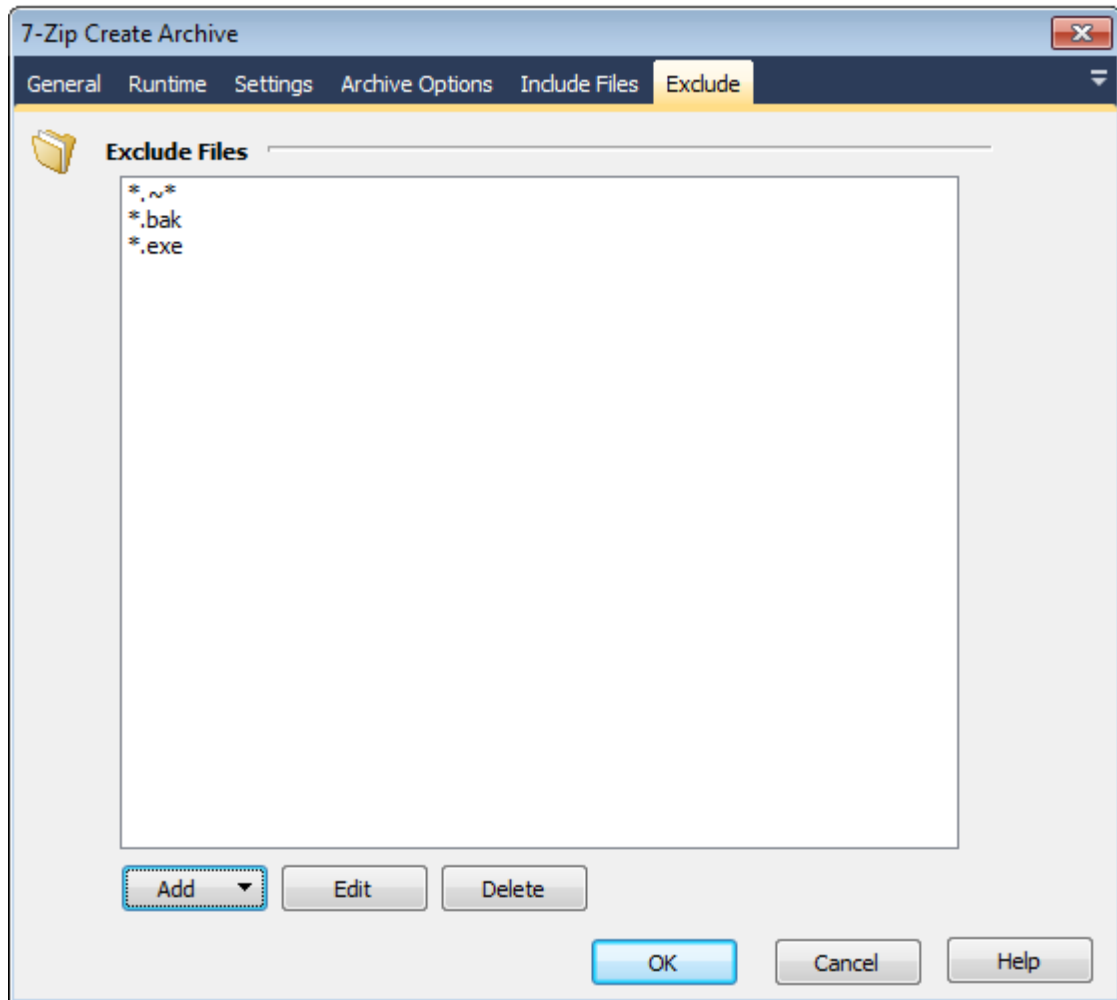 7-Zip Create Archive
General Runtime Settings Archive Options Include Files Exclude
Exclude Files
*.~*
*.bak
*.exe
Add Edit Delete
OK Cancel Help